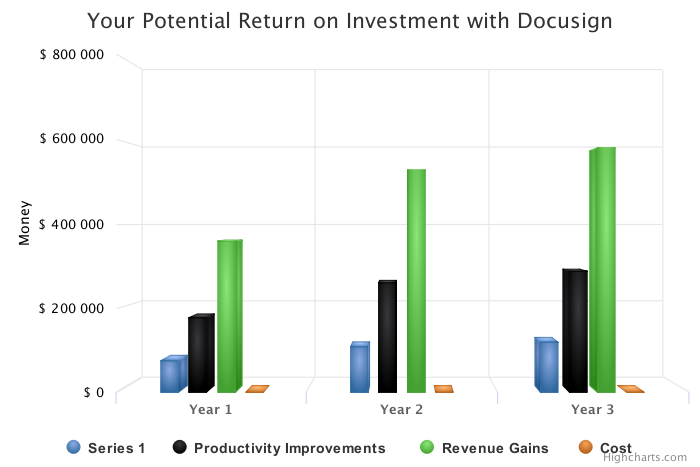 Your Potential Return on Investment with Docusign
$ 800 000
$ 600 000
$ 400 000
$ 200 000
$ 0
Money
Year 1
Year 2
Year 3
Series 1
Productivity Improvements
Revenue Gains
Cost
Highcharts.com